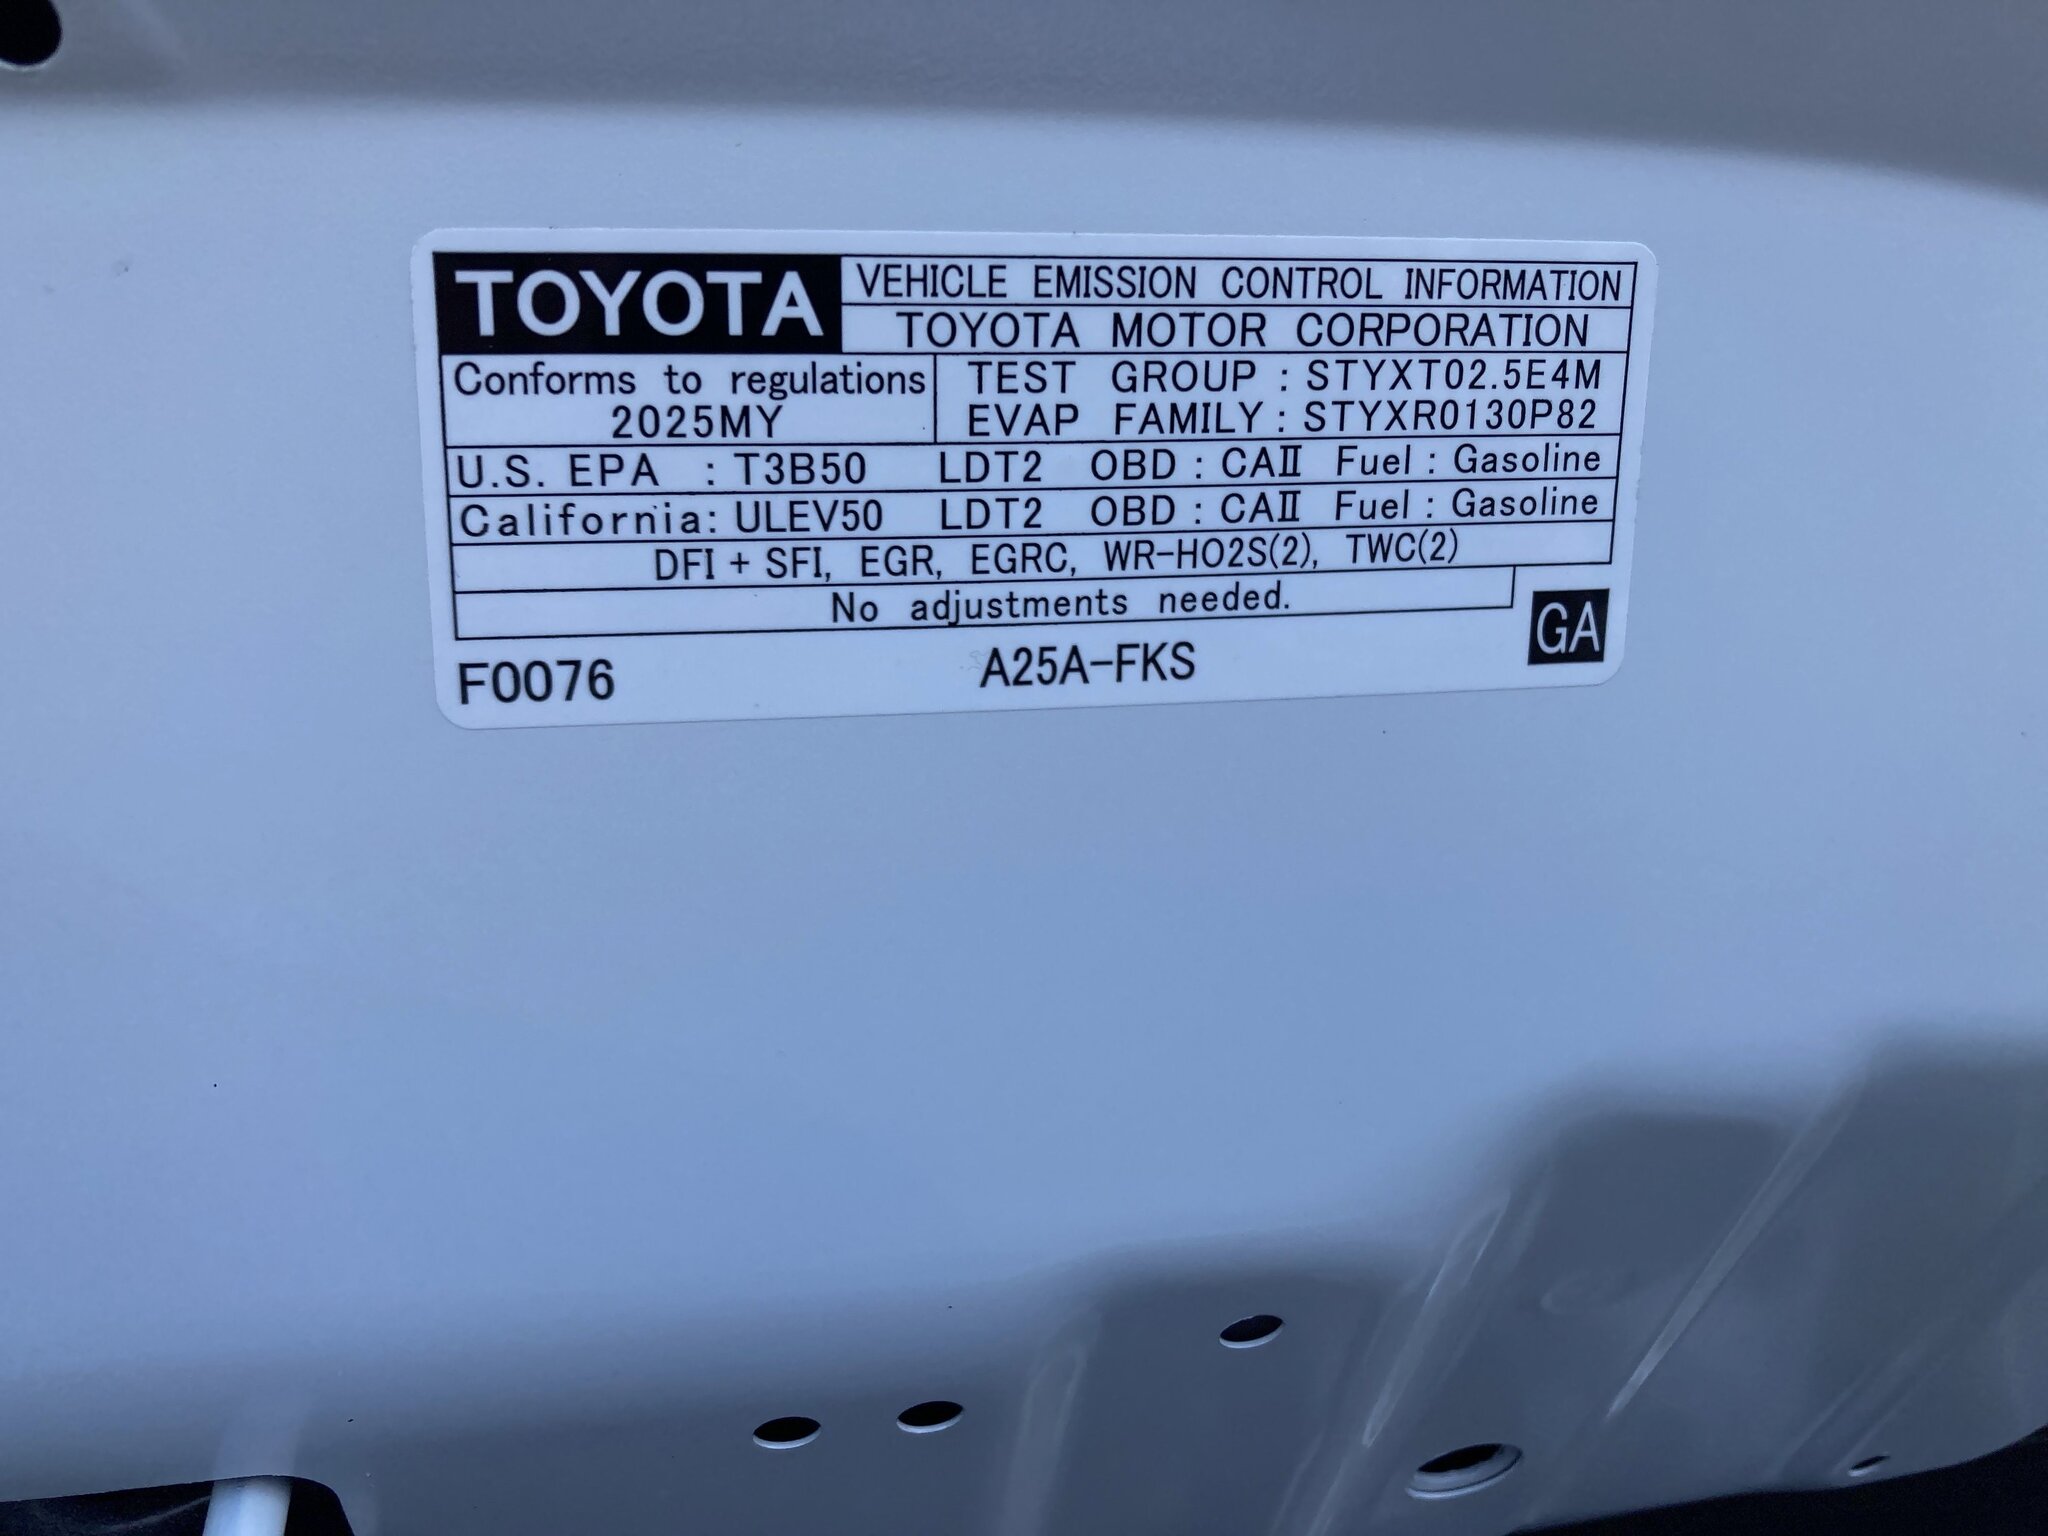 TOYOTA VEHICLE EMISSION CONTROL INFORMATION
TOYOTA MOTOR CORPORATION
Conforms to regulations
2025MY
TEST GROUP : STYXT02.5E4M
EVAP FAMILY : STYXR0130P82
U.S. EPA : T3B50 LDT2 OBD : CAⅡ Fuel : Gasoline
California: ULEV50 LDT2 OBD : CAⅡ Fuel : Gasoline
DFI + SFI, EGR, EGRC, WR-HO2S(2), TWC(2)
No adjustments needed.
GA
F0076 A25A-FKS